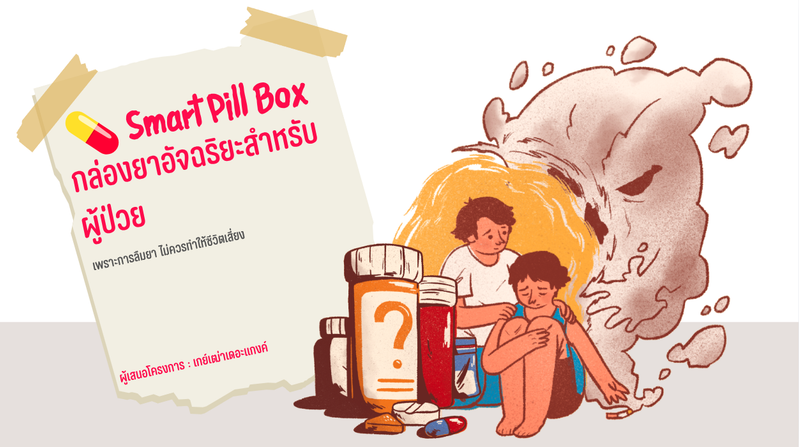 Smart Pill Box
กล่องยาอัจฉริยะสำหรับ
ผู้ป่วย
เพราะการลืมยา ไม่ควรทำให้ชีวิตเสี่ยง
ผู้เสนอโครงการ : เกย์เฒ่าเดอะแกงค์
?